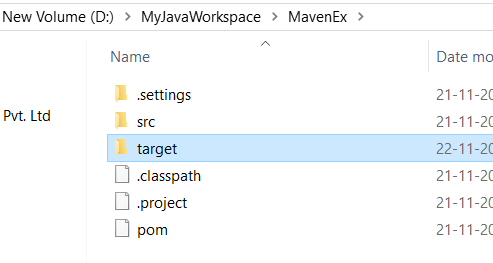 New Volume (D:) > MyJavaWorkspace > MavenEx >
Name Date mo
.settings 21-11-20
Pvt. Ltd
src 21-11-20
target 22-11-20
.classpath 21-11-20
.project 21-11-20
pom 21-11-20